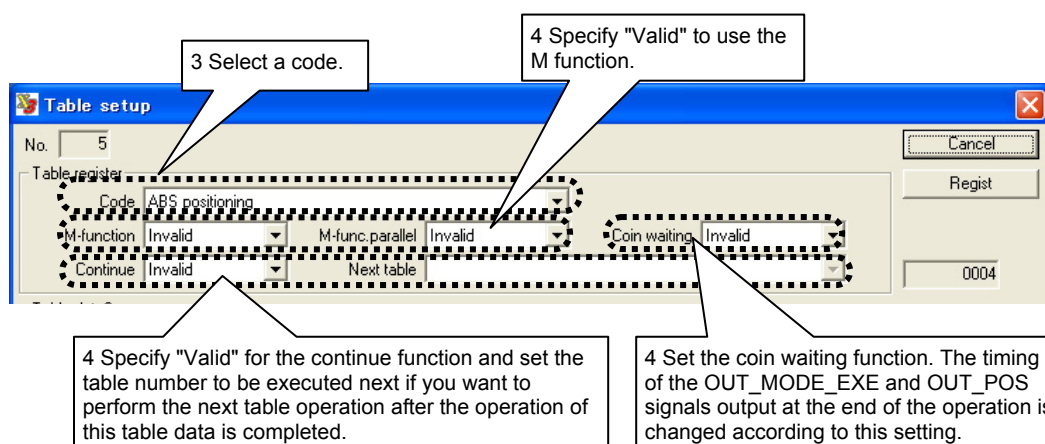 3 Select a code.
4 Specify "Valid" to use the
M function.
Table setup
No. 5
Cancel
Table register
Regist
Code ABS positioning
M-function Invalid M-func.parallel Invalid Coin waiting Invalid
Continue Invalid Next table
0004
4 Specify "Valid" for the continue function and set the
table number to be executed next if you want to
perform the next table operation after the operation of
this table data is completed.
4 Set the coin waiting function. The timing
of the OUT_MODE_EXE and OUT_POS
signals output at the end of the operation is
changed according to this setting.